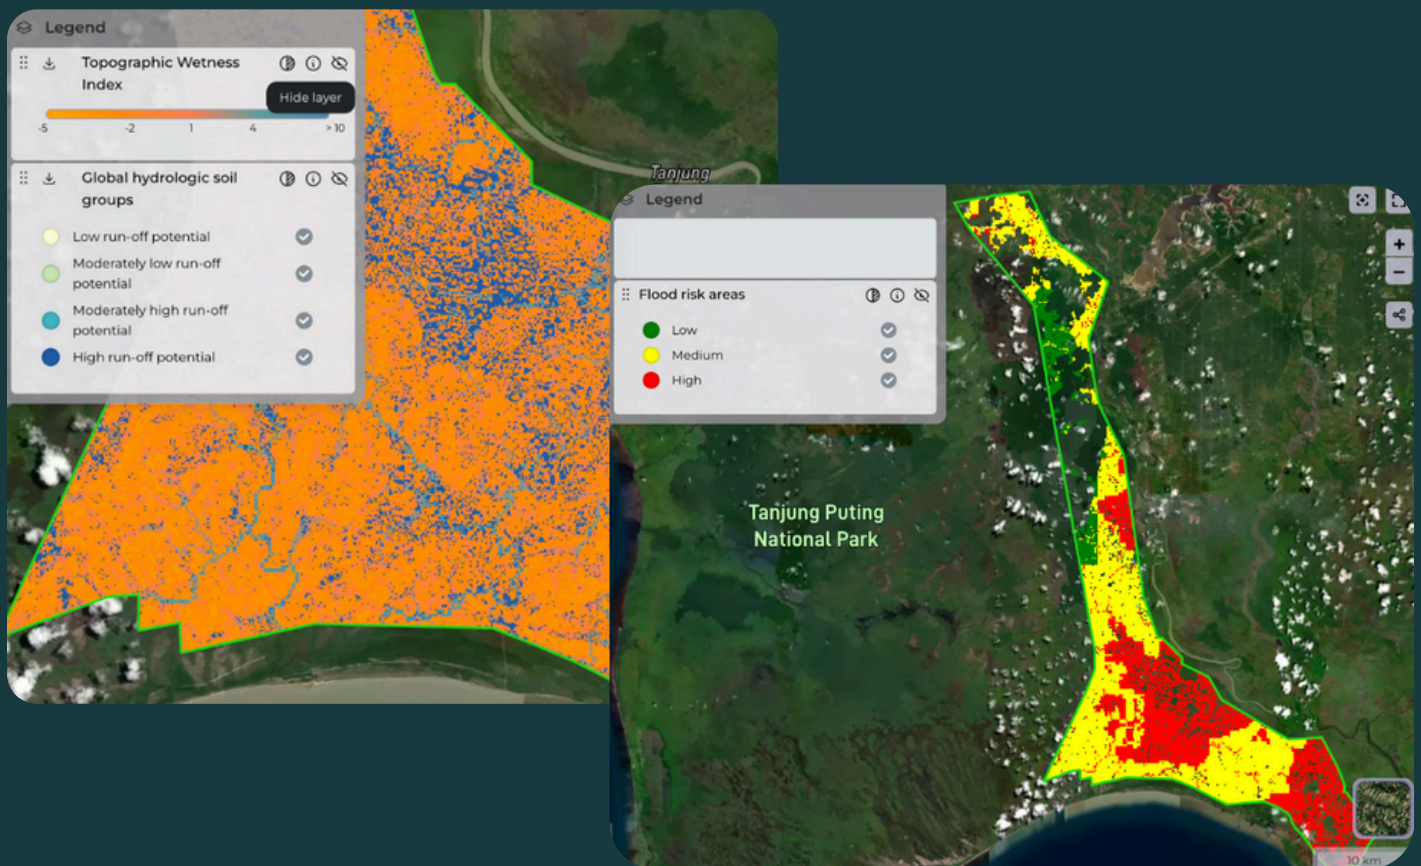 Legend
Topographic Wetness
Index
Hide layer
-5 -2 1 4 > 10
Global hydrologic soil
groups
Low run-off potential
Moderately low run-off
potential
Moderately high run-off
potential
High run-off potential
Tanjung
Legend
Flood risk areas
Low
Medium
High
Tanjung Puting
National Park
10 km